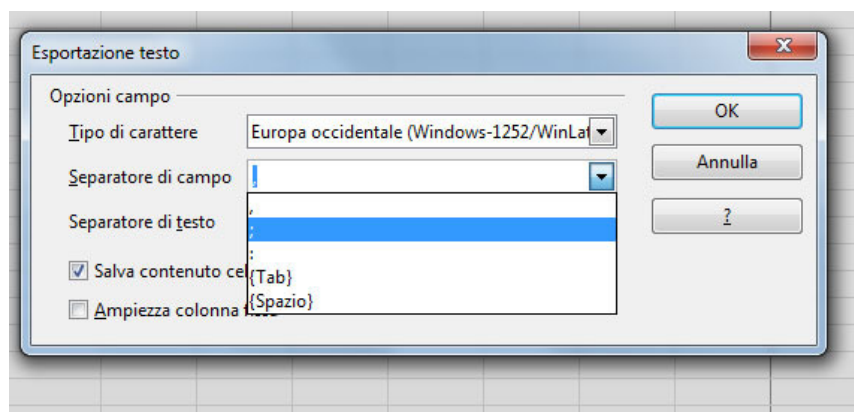 Esportazione testo
Opzioni campo
OK
Tipo di carattere
Europa occidentale (Windows-1252/WinLat
Annulla
Separatore di campo
,
?
Separatore di testo
,
;
:
{Tab}
{Spazio}
Salva contenuto cel
Ampiezza colonna